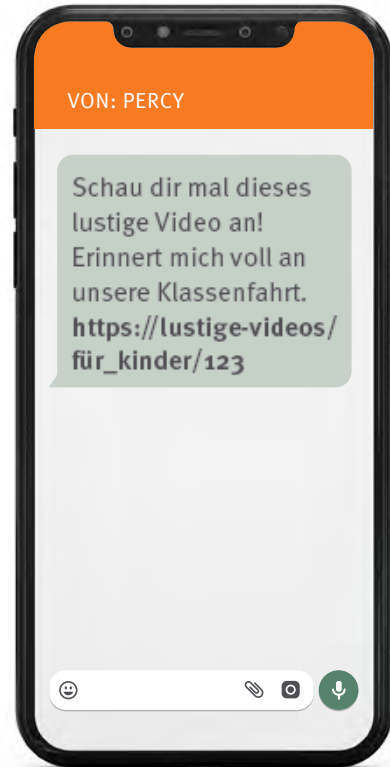 VON: PERCY
Schau dir mal dieses
lustige Video an!
Erinnert mich voll an
unsere Klassenfahrt.
https://lustige-videos/
für_kinder/123